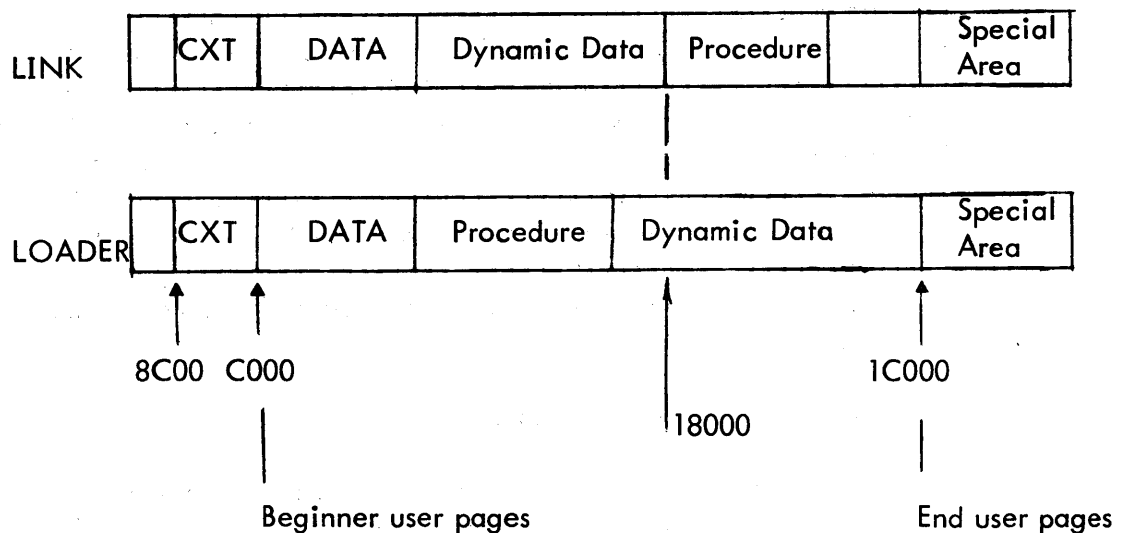 LINK
CXT
DATA
Dynamic Data
Procedure
Special
Area
LOADER
CXT
DATA
Procedure
Dynamic Data
Special
Area
8C00
C000
1C000
18000
Beginner user pages
End user pages